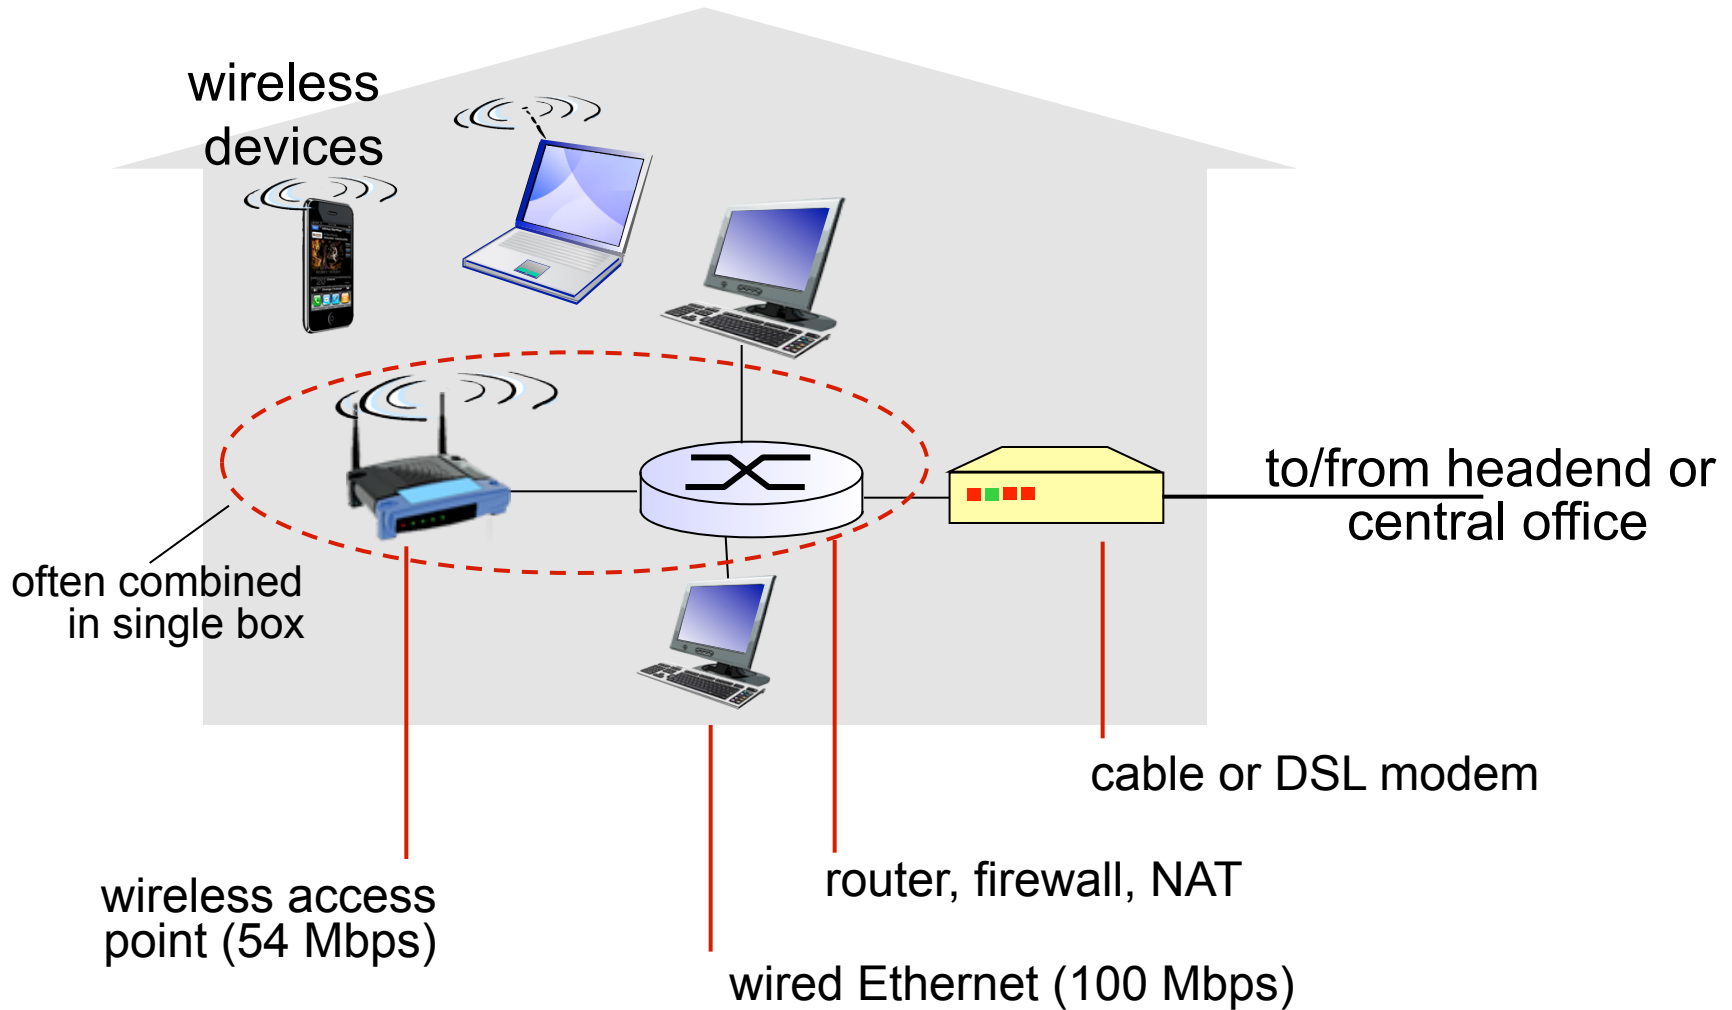 wireless
devices
to/from headend or
central office
often combined
in single box
cable or DSL modem
router, firewall, NAT
wireless access
point (54 Mbps)
wired Ethernet (100 Mbps)